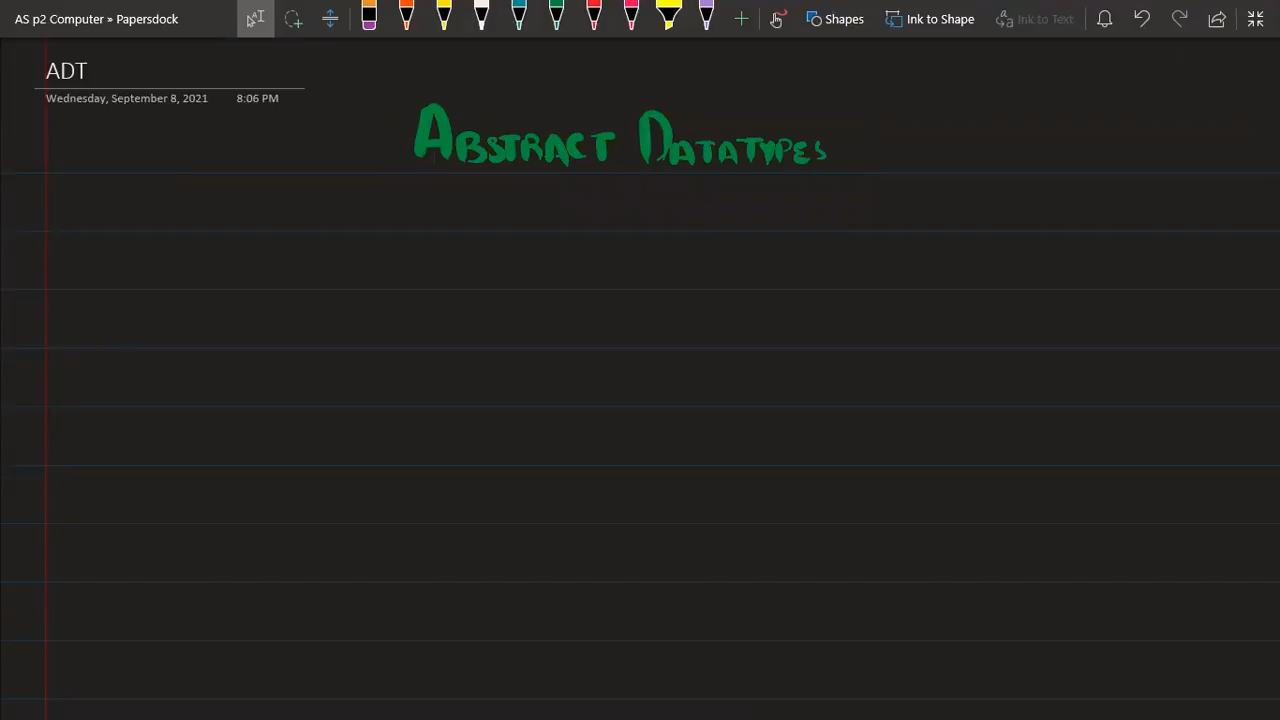 AS p2 Computer » Papersdock
Shapes
Ink to Shape
Ink to Text
ADT
Wednesday, September 8, 2021 8:06 PM
ABSTRACT DATATYPES